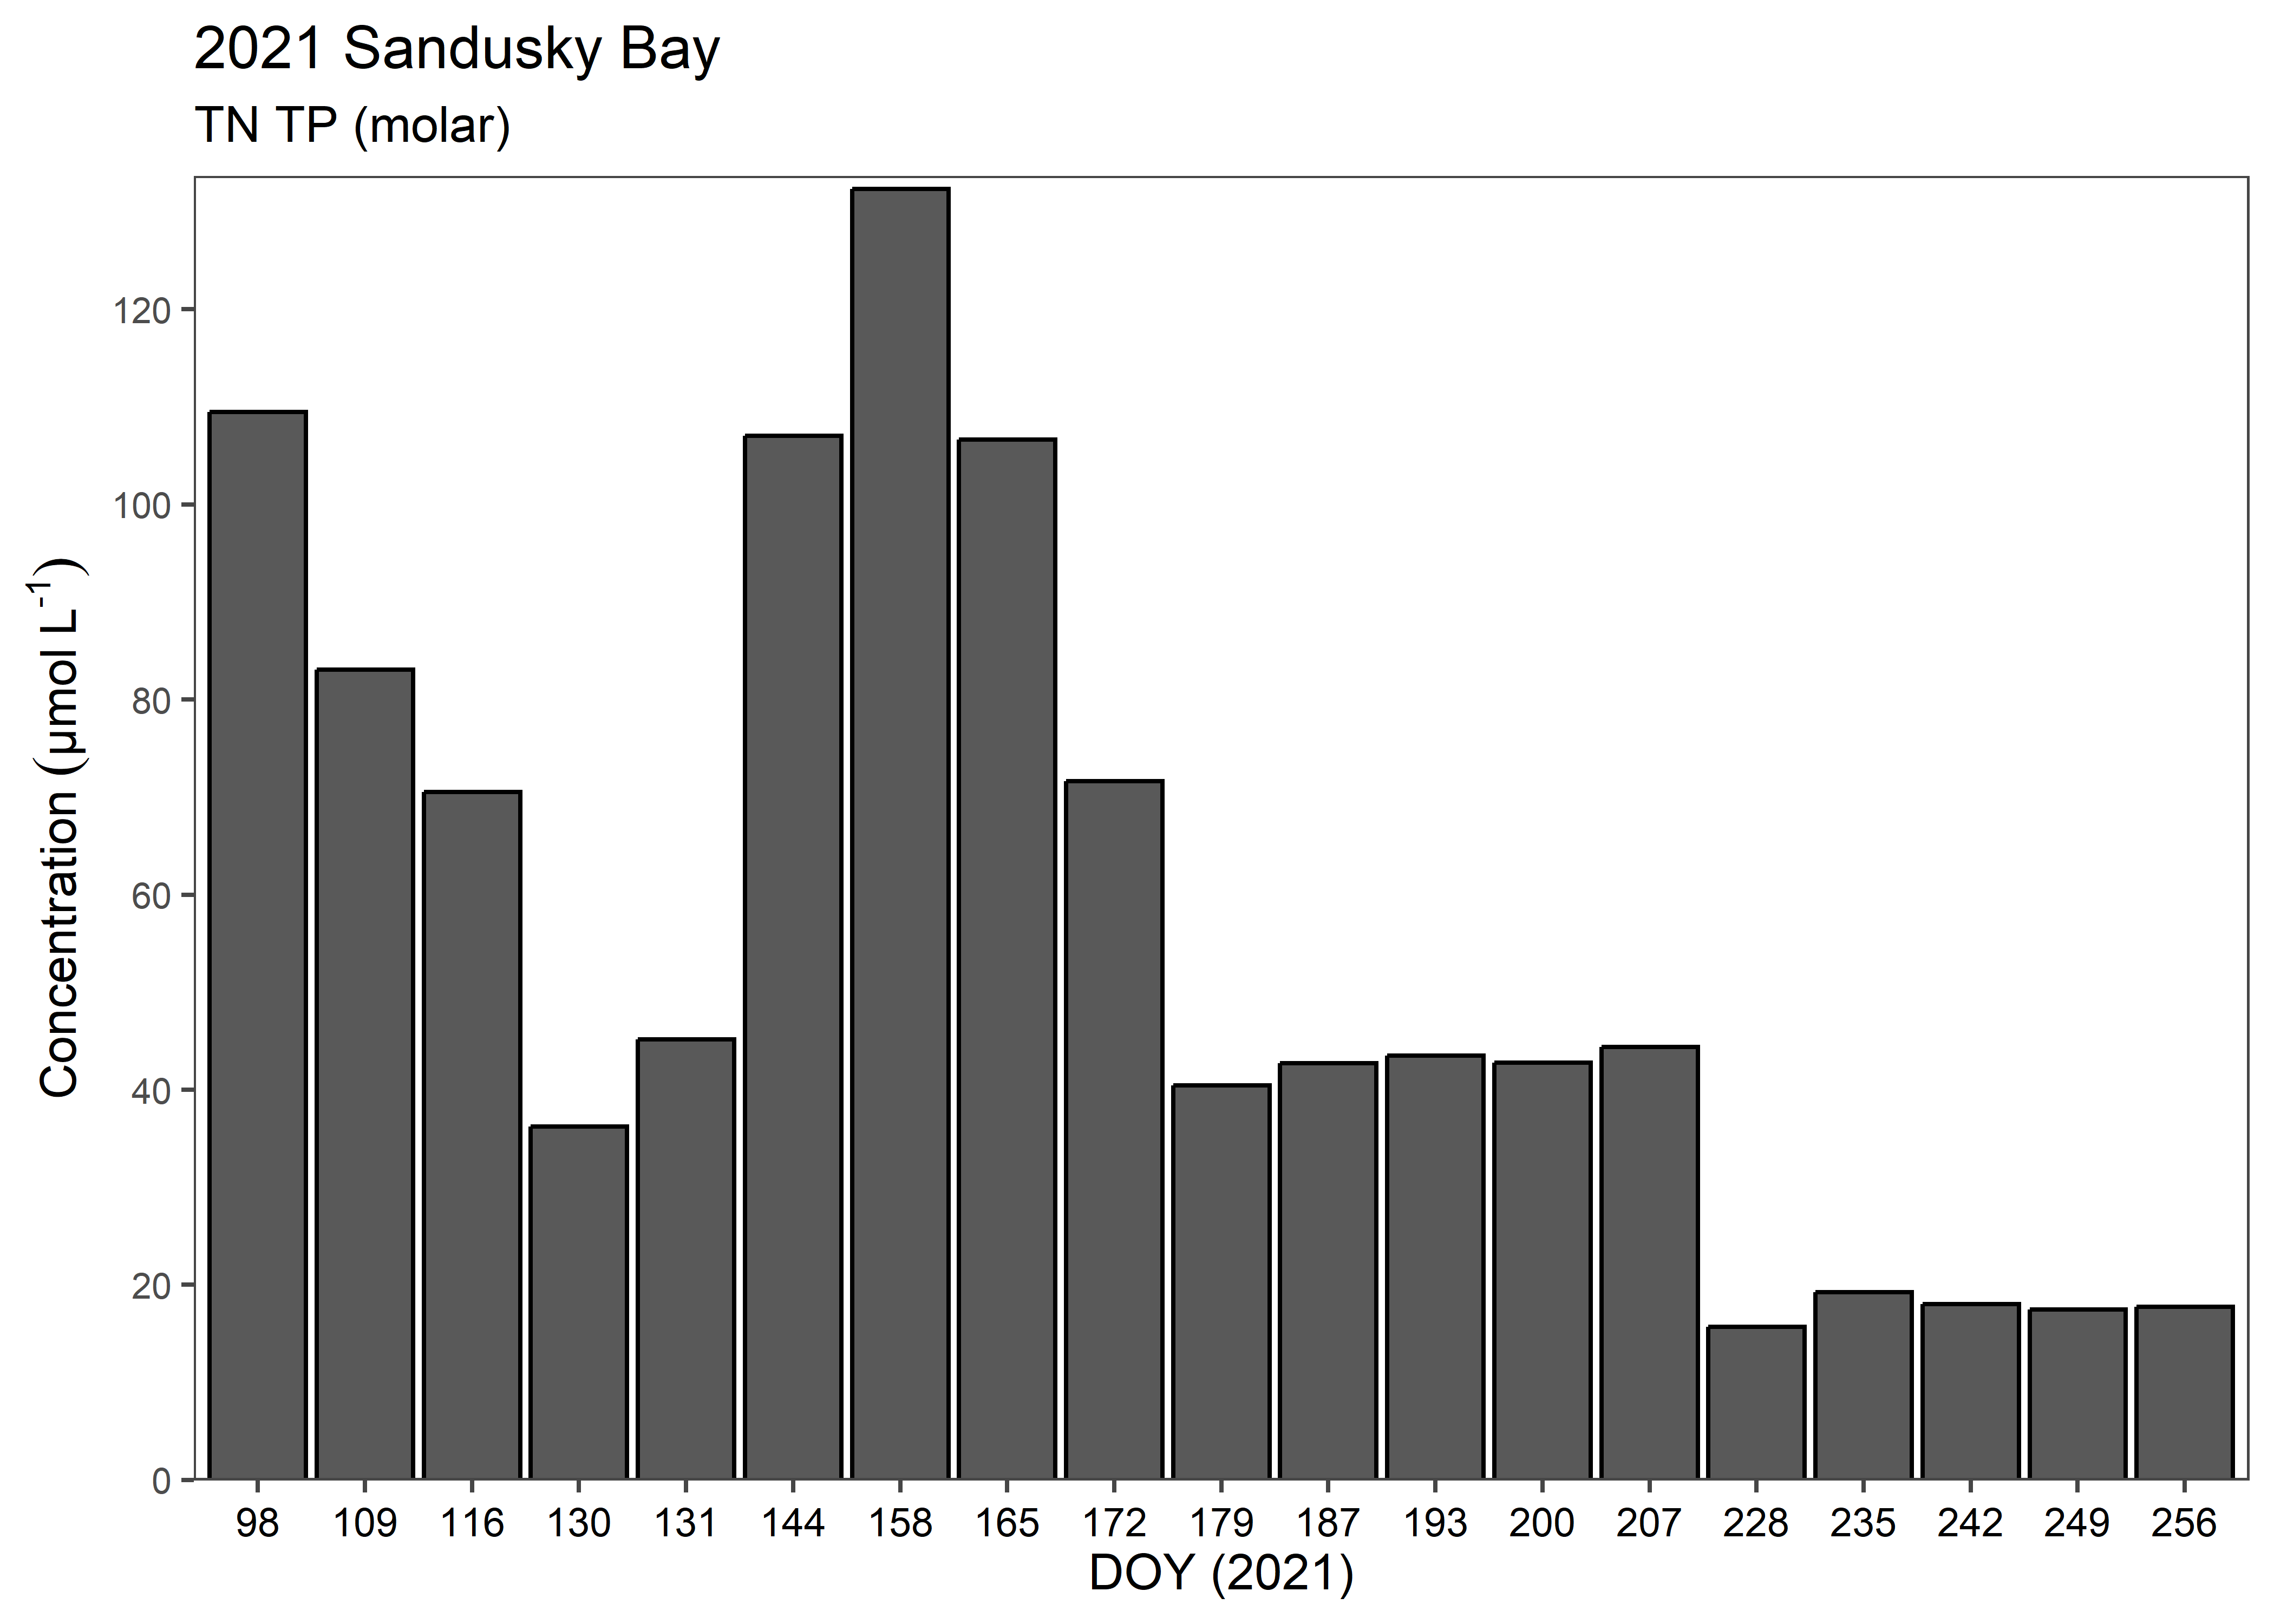 2021 Sandusky Bay
TN TP (molar)
Concentration (μmol L⁻¹)
120
100
80
60
40
20
0
98 109 116 130 131 144 158 165 172 179 187 193 200 207 228 235 242 249 256
DOY (2021)